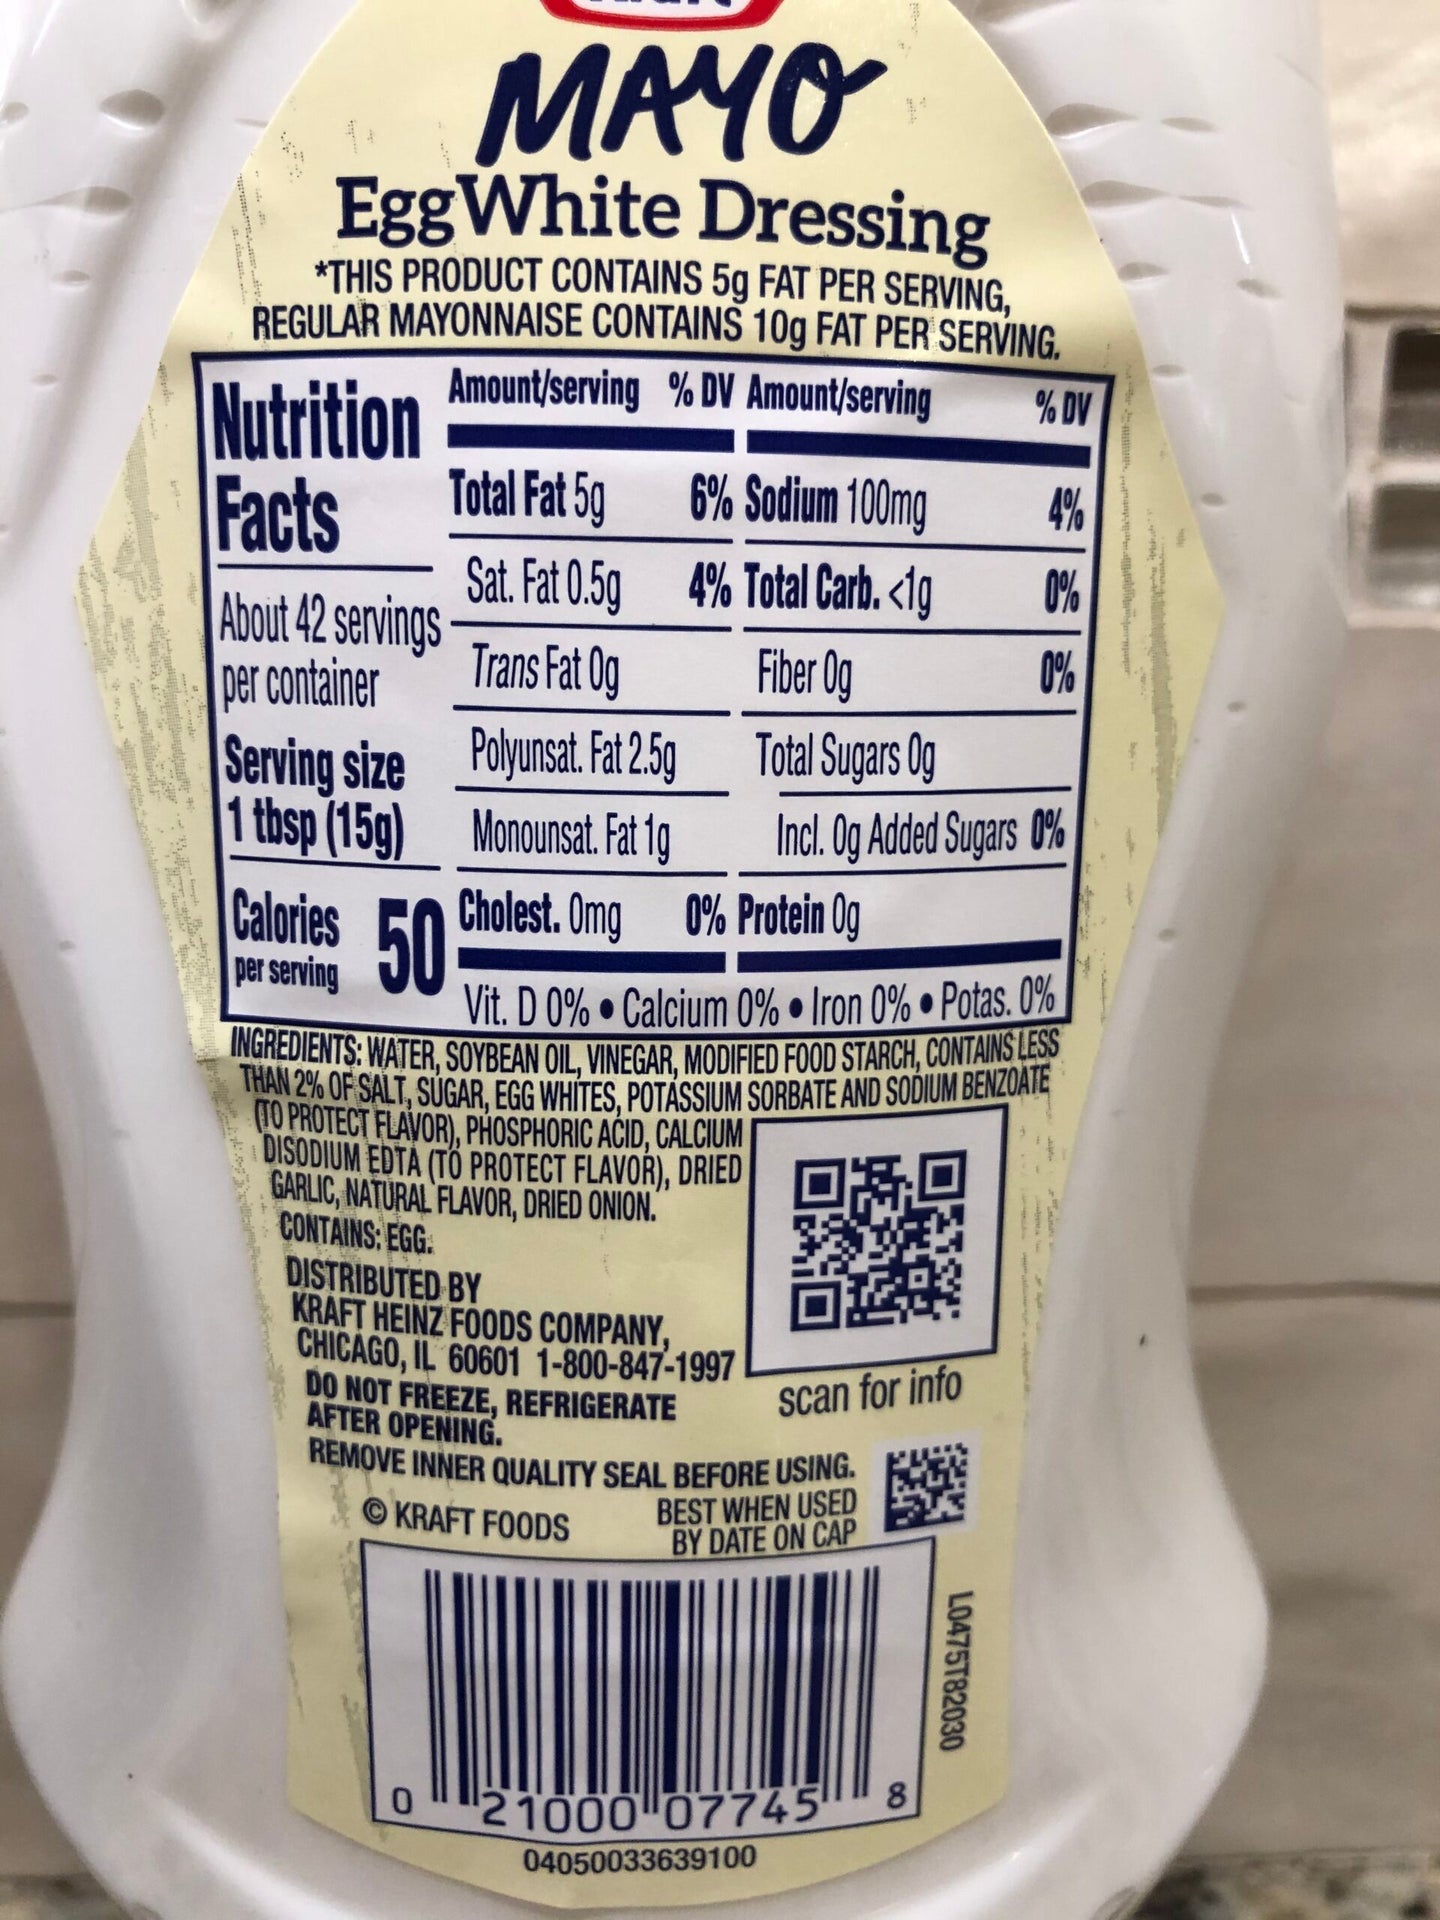 MAYO
Egg White Dressing
*THIS PRODUCT CONTAINS 5g FAT PER SERVING,
REGULAR MAYONNAISE CONTAINS 10g FAT PER SERVING.
Nutrition
Facts
About 42 servings
per container
Serving size
1 tbsp (15g)
Calories 50
per serving
Amount/serving % DV
Total Fat 5g 6%
Sat. Fat 0.5g 4%
Trans Fat 0g
Polyunsat. Fat 2.5g
Monounsat. Fat 1g
Cholest. 0mg 0%
Amount/serving % DV
Sodium 100mg 4%
Total Carb. <1g 0%
Fiber 0g 0%
Total Sugars 0g
Incl. 0g Added Sugars 0%
Protein 0g
Vit. D 0% • Calcium 0% • Iron 0% • Potas. 0%
INGREDIENTS: WATER, SOYBEAN OIL, VINEGAR, MODIFIED FOOD STARCH, CONTAINS LESS
THAN 2% OF SALT, SUGAR, EGG WHITES, POTASSIUM SORBATE AND SODIUM BENZOATE
(TO PROTECT FLAVOR), PHOSPHORIC ACID, CALCIUM
DISODIUM EDTA (TO PROTECT FLAVOR), DRIED
GARLIC, NATURAL FLAVOR, DRIED ONION.
CONTAINS: EGG.
DISTRIBUTED BY
KRAFT HEINZ FOODS COMPANY,
CHICAGO, IL 60601 1-800-847-1997
scan for info
DO NOT FREEZE, REFRIGERATE
AFTER OPENING.
REMOVE INNER QUALITY SEAL BEFORE USING.
© KRAFT FOODS
BEST WHEN USED
BY DATE ON CAP
L0475T82030
0 21000 07745 8
04050033639100